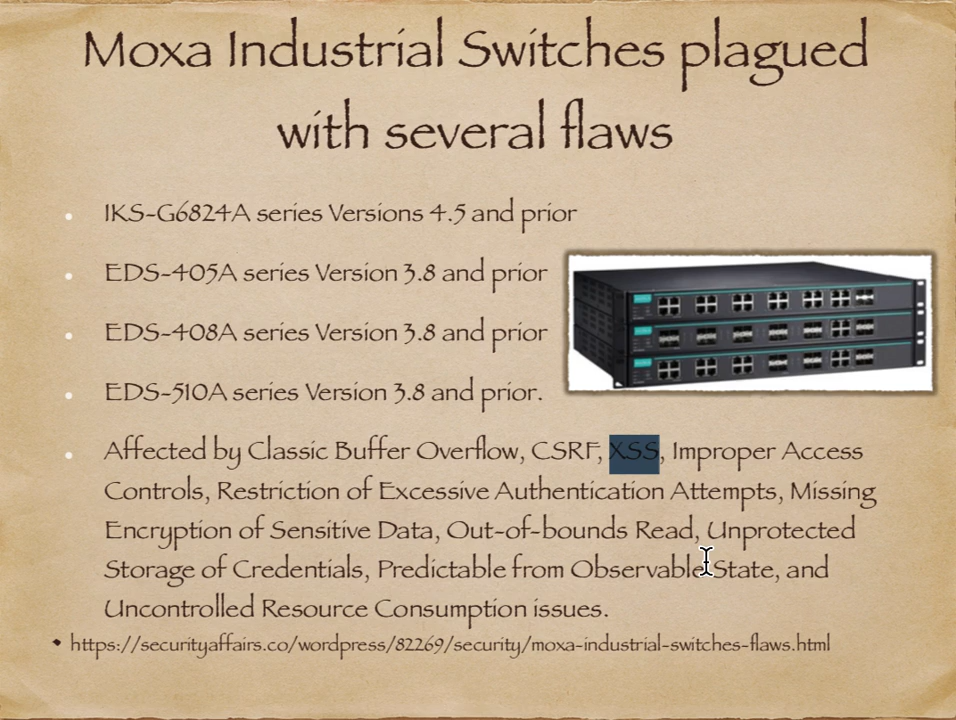 Moxa Industrial Switches plagued
with several flaws
IKS-G6824A series Versions 4.5 and prior
EDS-405A series Version 3.8 and prior
EDS-408A series Version 3.8 and prior
EDS-510A series Version 3.8 and prior.
Affected by Classic Buffer Overflow, CSRF, XSS, Improper Access
Controls, Restriction of Excessive Authentication Attempts, Missing
Encryption of Sensitive Data, Out-of-bounds Read, Unprotected
Storage of Credentials, Predictable from Observable State, and
Uncontrolled Resource Consumption issues.
https://securityaffairs.co/wordpress/82269/security/moxa-industrial-switches-flaws.html